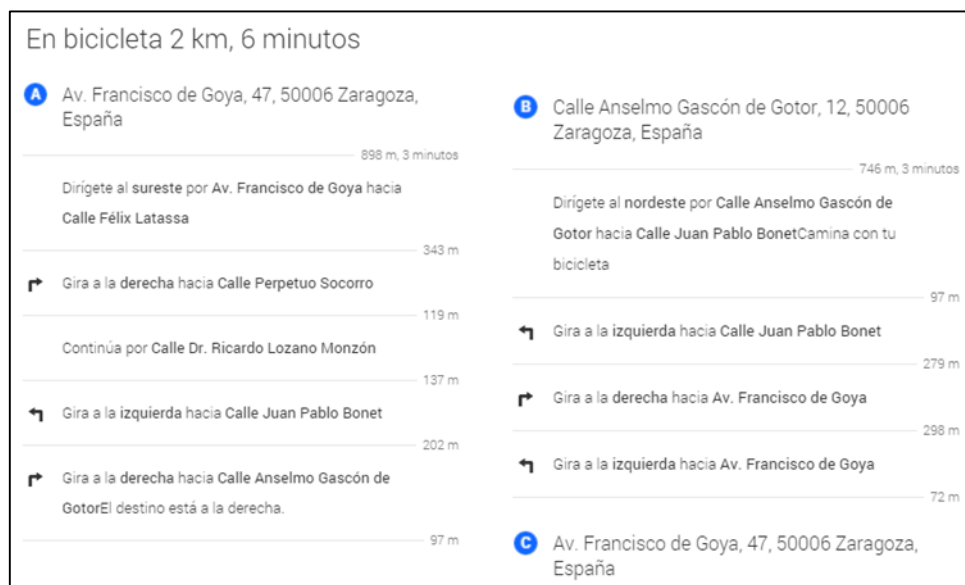 En bicicleta 2 km, 6 minutos
A
Av. Francisco de Goya, 47, 50006 Zaragoza,
España
898 m, 3 minutos
Dirígete al sureste por Av. Francisco de Goya hacia
Calle Félix Latassa
343 m
Gira a la derecha hacia Calle Perpetuo Socorro
119 m
Continúa por Calle Dr. Ricardo Lozano Monzón
137 m
Gira a la izquierda hacia Calle Juan Pablo Bonet
202 m
Gira a la derecha hacia Calle Anselmo Gascón de
GotorEl destino está a la derecha.
97 m
B
Calle Anselmo Gascón de Gotor, 12, 50006
Zaragoza, España
746 m, 3 minutos
Dirígete al nordeste por Calle Anselmo Gascón de
Gotor hacia Calle Juan Pablo BonetCamina con tu
bicicleta
97 m
Gira a la izquierda hacia Calle Juan Pablo Bonet
279 m
Gira a la derecha hacia Av. Francisco de Goya
298 m
Gira a la izquierda hacia Av. Francisco de Goya
72 m
C
Av. Francisco de Goya, 47, 50006 Zaragoza,
España